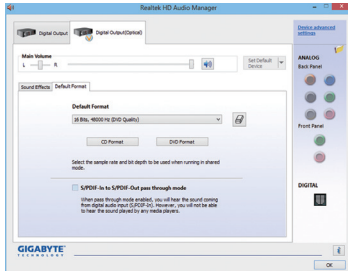 Realtek HD Audio Manager
Digital Output
Digital Output(Optical)
Device advanced
settings
Main Volume
L
R
Set Default
Device
ANALOG
Back Panel
Sound Effects
Default Format
Default Format
16 Bits, 48000 Hz (DVD Quality)
CD Format
DVD Format
Select the sample rate and bit depth to be used when running in shared
mode.
Front Panel
S/PDIF-In to S/PDIF-Out pass through mode
When pass through mode enabled, you will hear the sound coming
from digital audio input (S/PDIF-In). However, you will not be able
to hear the sound played by any media players.
DIGITAL
GIGABYTE
TECHNOLOGY
i
OK